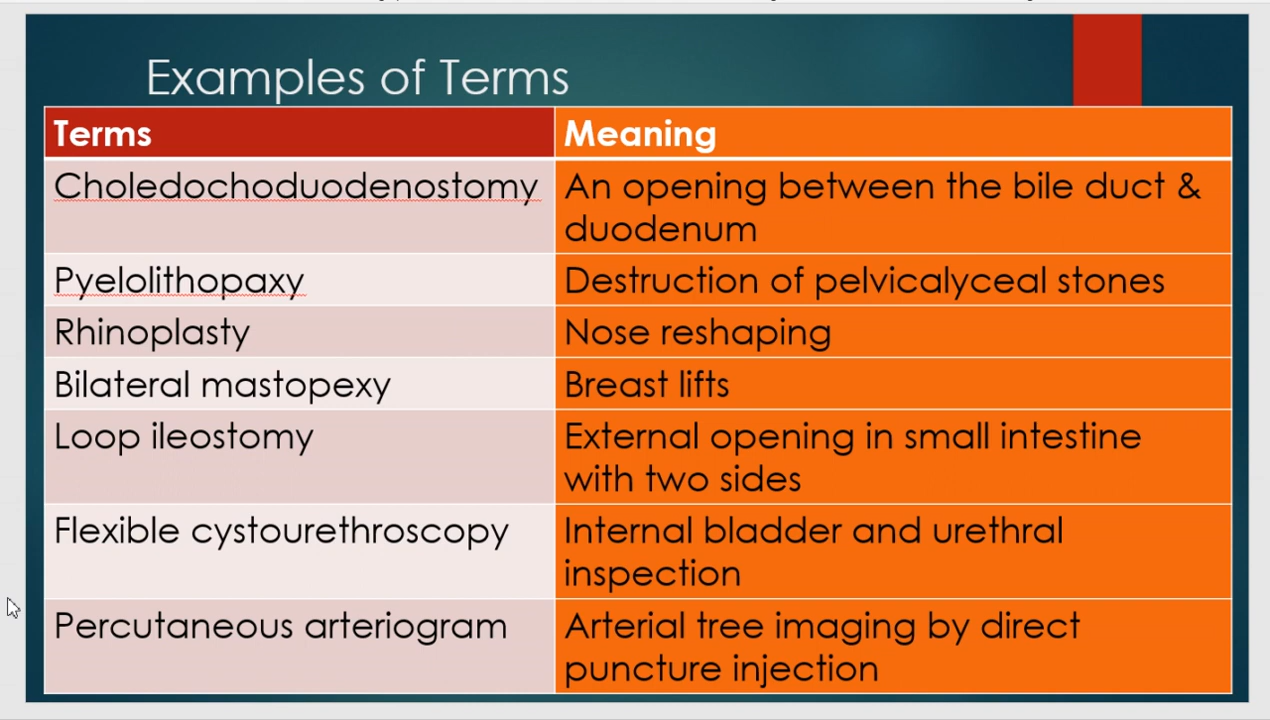 Examples of Terms
Terms
Meaning
Choledochoduodenostomy
An opening between the bile duct &
duodenum
Pyelolithopaxy
Destruction of pelvicalyceal stones
Rhinoplasty
Nose reshaping
Bilateral mastopexy
Breast lifts
Loop ileostomy
External opening in small intestine
with two sides
Flexible cystourethroscopy
Internal bladder and urethral
inspection
Percutaneous arteriogram
Arterial tree imaging by direct
puncture injection